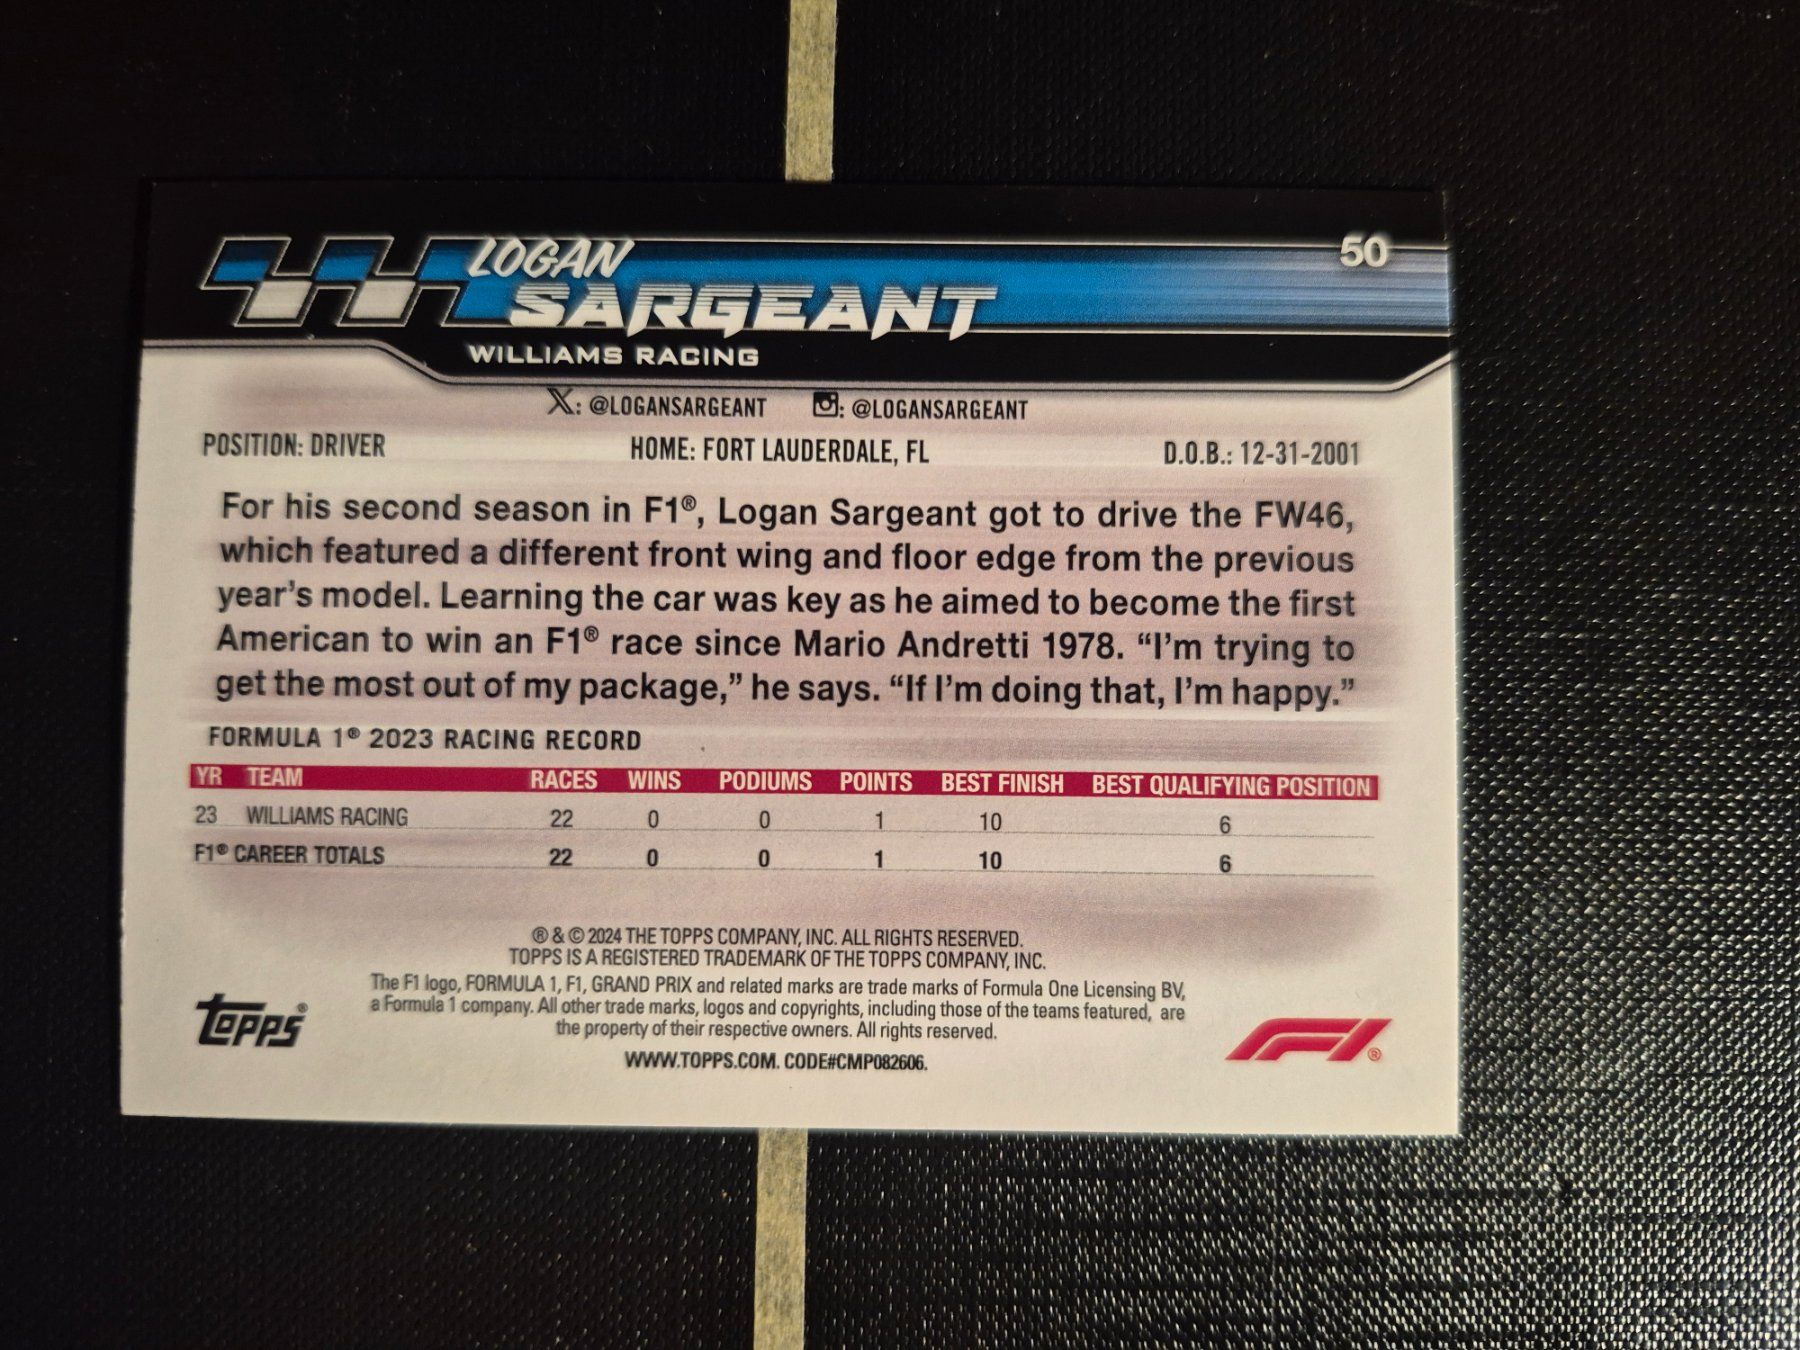 50
LOGAN
SARGEANT
WILLIAMS RACING
X: @LOGANSARGEANT : @LOGANSARGEANT
POSITION: DRIVER HOME: FORT LAUDERDALE, FL D.O.B.: 12-31-2001
For his second season in F1®, Logan Sargeant got to drive the FW46,
which featured a different front wing and floor edge from the previous
year's model. Learning the car was key as he aimed to become the first
American to win an F1® race since Mario Andretti 1978. “I'm trying to
get the most out of my package,” he says. “If I'm doing that, I'm happy.”
FORMULA 1® 2023 RACING RECORD
YR TEAM RACES WINS PODIUMS POINTS BEST FINISH BEST QUALIFYING POSITION
23 WILLIAMS RACING 22 0 0 1 10 6
F1® CAREER TOTALS 22 0 0 1 10 6
® & © 2024 THE TOPPS COMPANY, INC. ALL RIGHTS RESERVED.
TOPPS IS A REGISTERED TRADEMARK OF THE TOPPS COMPANY, INC.
The F1 logo, FORMULA 1, F1, GRAND PRIX and related marks are trade marks of Formula One Licensing BV,
a Formula 1 company. All other trade marks, logos and copyrights, including those of the teams featured, are
the property of their respective owners. All rights reserved.
WWW.TOPPS.COM. CODE#CMP082606.
Topps®
F1®